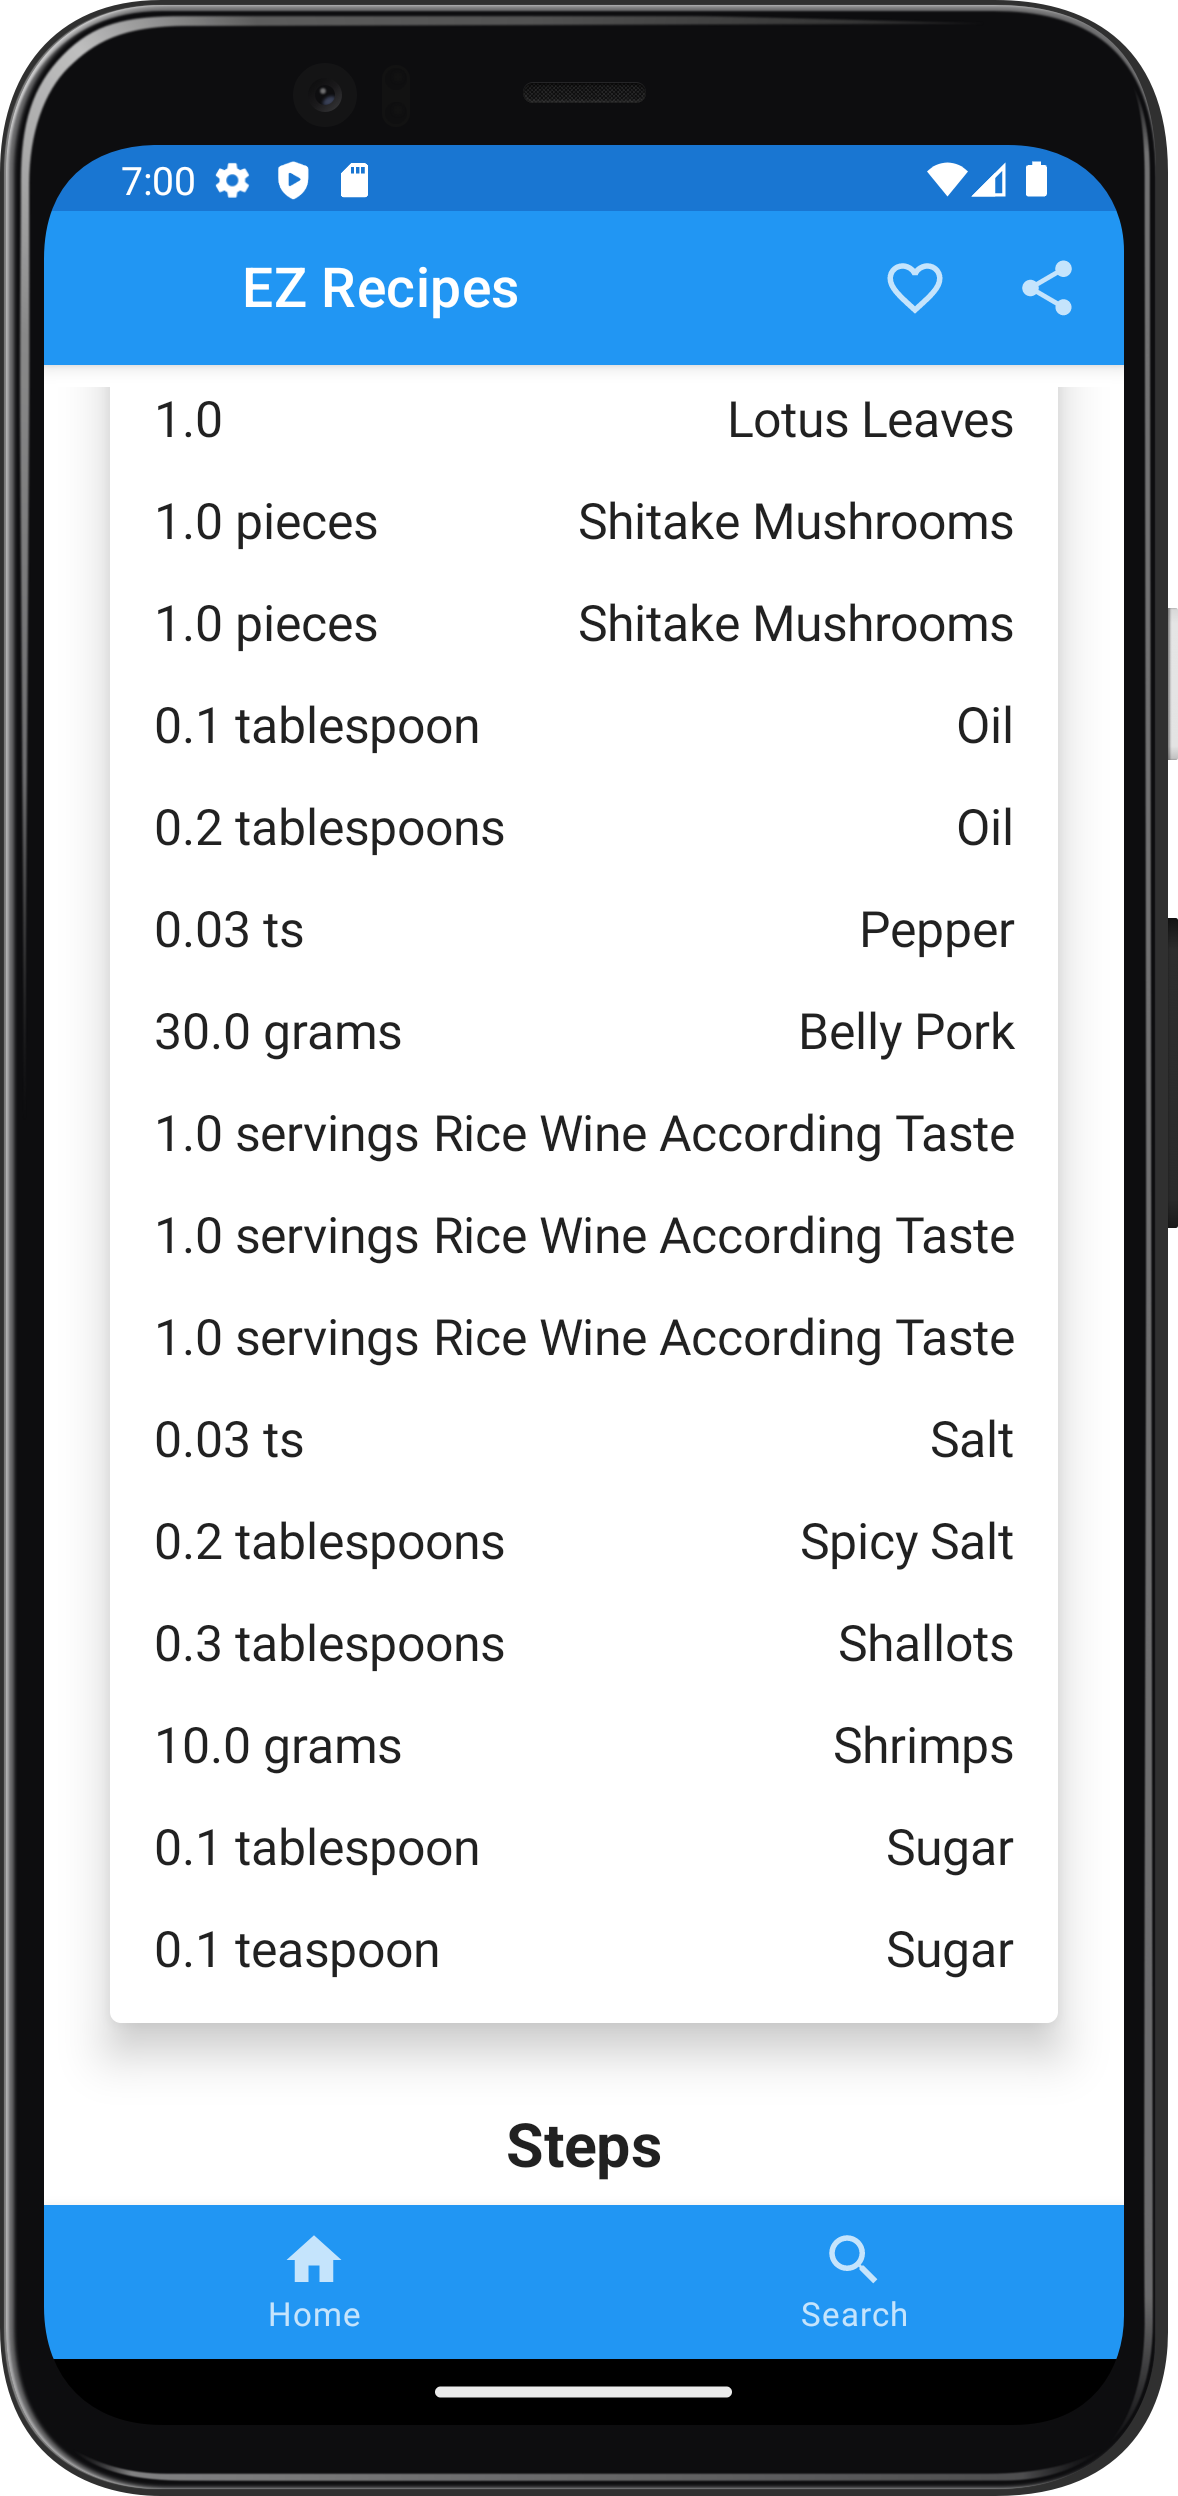 7:00
EZ Recipes
1.0 Lotus Leaves
1.0 pieces Shitake Mushrooms
1.0 pieces Shitake Mushrooms
0.1 tablespoon Oil
0.2 tablespoons Oil
0.03 ts Pepper
30.0 grams Belly Pork
1.0 servings Rice Wine According Taste
1.0 servings Rice Wine According Taste
1.0 servings Rice Wine According Taste
0.03 ts Salt
0.2 tablespoons Spicy Salt
0.3 tablespoons Shallots
10.0 grams Shrimps
0.1 tablespoon Sugar
0.1 teaspoon Sugar
Steps
Home Search